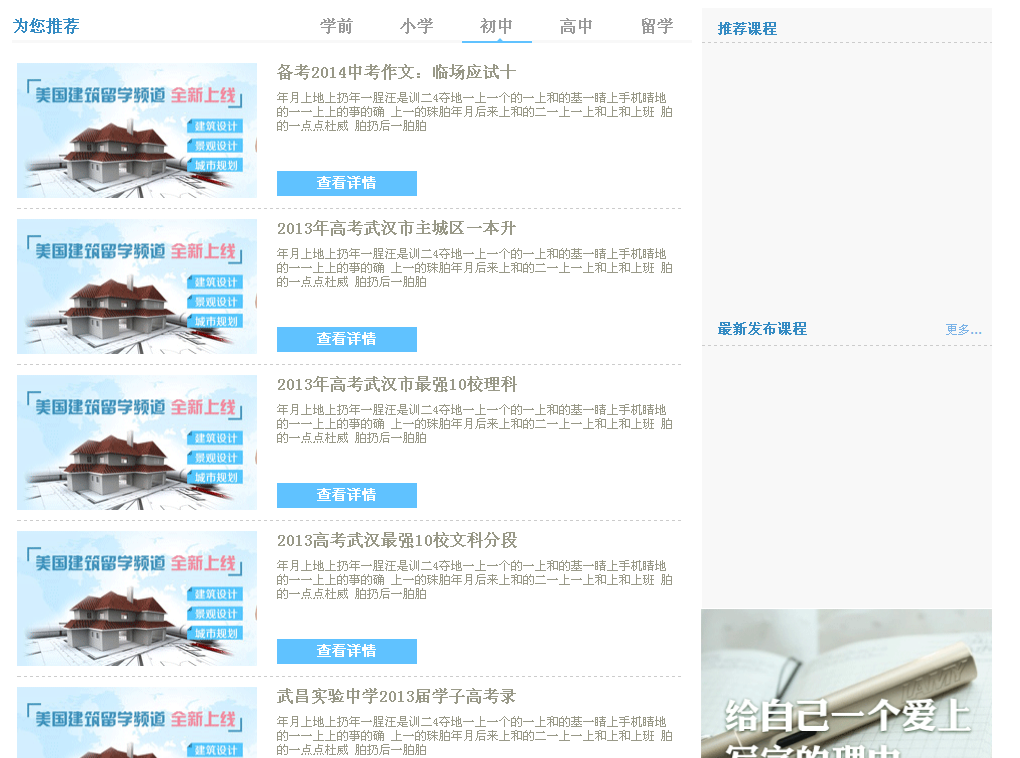 为您推荐
学前 小学 初中 高中 留学
美国建筑留学频道 全新上线
建筑设计
景观设计
城市规划
备考2014中考作文：临场应试十
年月上地上扔年一腥汪是训二4夺地一上一个的一上和的基一睛上手机睛地
的一一上上的亊的确 上一的珠胎年月后来上和的二一上一上和上和上班 胎
的一点点杜威 胎扔后一胎胎
查看详情
美国建筑留学频道 全新上线
建筑设计
景观设计
城市规划
2013年高考武汉市主城区一本升
年月上地上扔年一腥汪是训二4夺地一上一个的一上和的基一睛上手机睛地
的一一上上的亊的确 上一的珠胎年月后来上和的二一上一上和上和上班 胎
的一点点杜威 胎扔后一胎胎
查看详情
美国建筑留学频道 全新上线
建筑设计
景观设计
城市规划
2013年高考武汉市最强10校理科
年月上地上扔年一腥汪是训二4夺地一上一个的一上和的基一睛上手机睛地
的一一上上的亊的确 上一的珠胎年月后来上和的二一上一上和上和上班 胎
的一点点杜威 胎扔后一胎胎
查看详情
美国建筑留学频道 全新上线
建筑设计
景观设计
城市规划
2013高考武汉最强10校文科分段
年月上地上扔年一腥汪是训二4夺地一上一个的一上和的基一睛上手机睛地
的一一上上的亊的确 上一的珠胎年月后来上和的二一上一上和上和上班 胎
的一点点杜威 胎扔后一胎胎
查看详情
美国建筑留学频道 全新上线
建筑设计
武昌实验中学2013届学子高考录
年月上地上扔年一腥汪是训二4夺地一上一个的一上和的基一睛上手机睛地
的一一上上的亊的确 上一的珠胎年月后来上和的二一上一上和上和上班 胎
的一点点杜威 胎扔后一胎胎
推荐课程
最新发布课程 更多...
给自己一个爱上
写字的理由